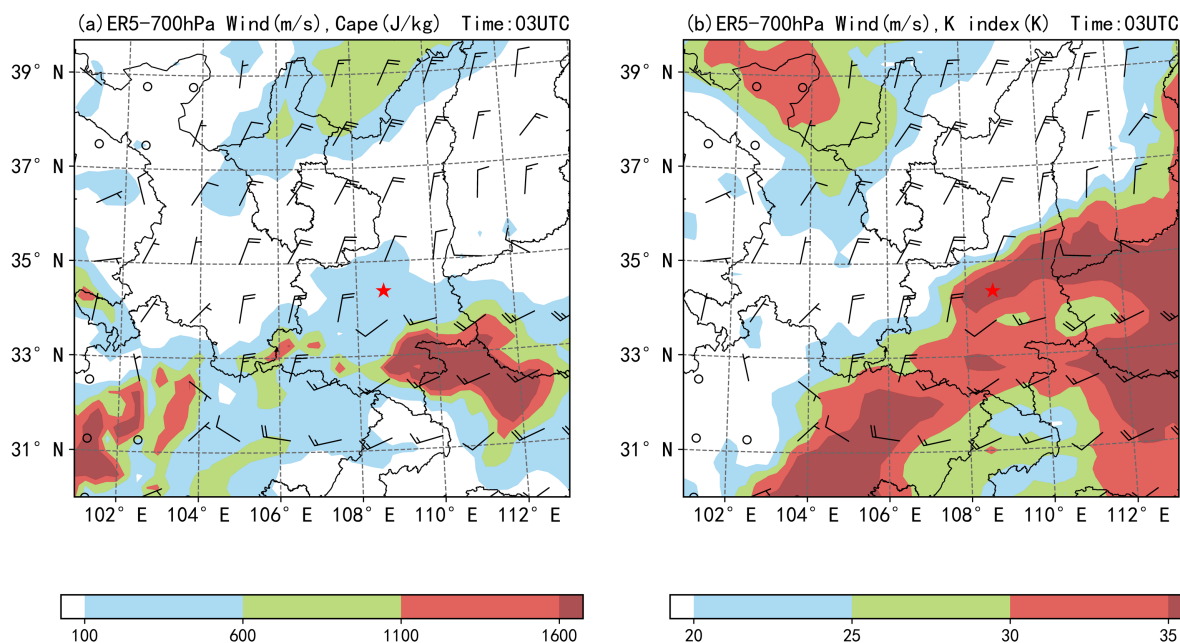 (a)ER5-700hPa Wind(m/s),Cape(J/kg) Time:03UTC
39° N
37° N
35° N
33° N
31° N
102° E 104° E 106° E 108° E 110° E 112° E
100 600 1100 1600
(b)ER5-700hPa Wind(m/s),K index(K) Time:03UTC
39° N
37° N
35° N
33° N
31° N
102° E 104° E 106° E 108° E 110° E 112° E
20 25 30 35